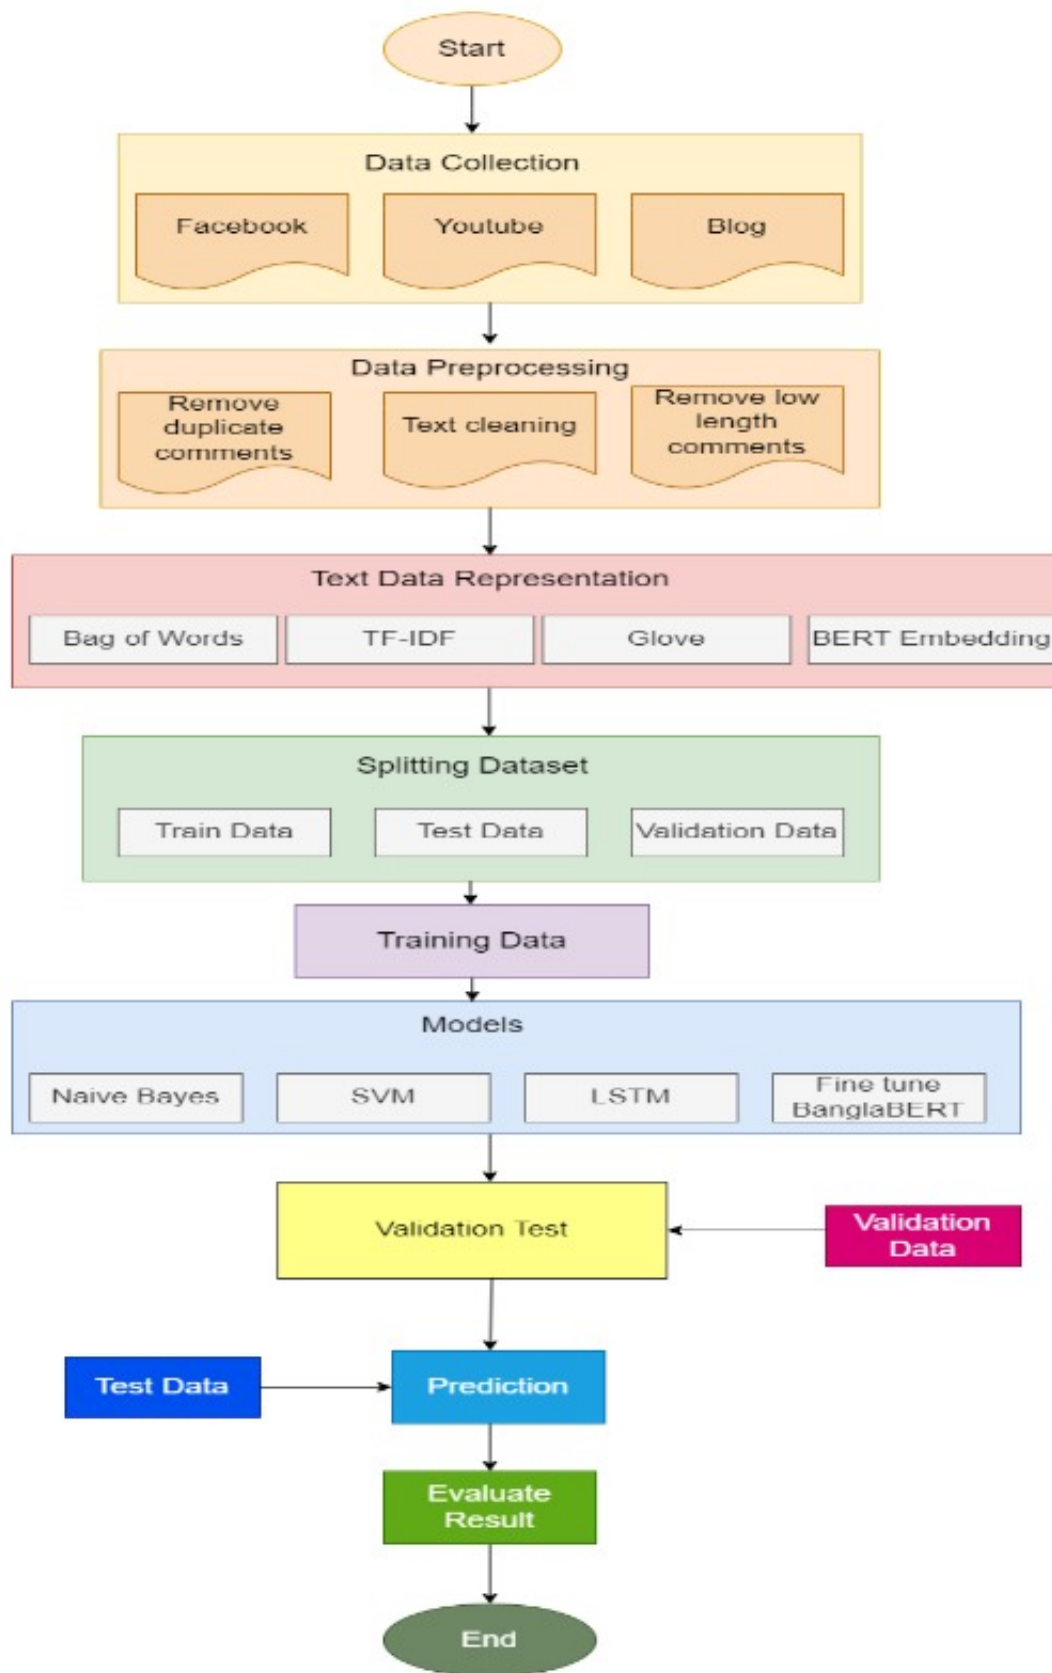 Start
Data Collection
Facebook
Youtube
Blog
Data Preprocessing
Remove
duplicate
comments
Text cleaning
Remove low
length
comments
Text Data Representation
Bag of Words
TF-IDF
Glove
BERT Embedding
Splitting Dataset
Train Data
Test Data
Validation Data
Training Data
Models
Naive Bayes
SVM
LSTM
Fine tune
BanglaBERT
Validation Test
Validation
Data
Test Data
Prediction
Evaluate
Result
End